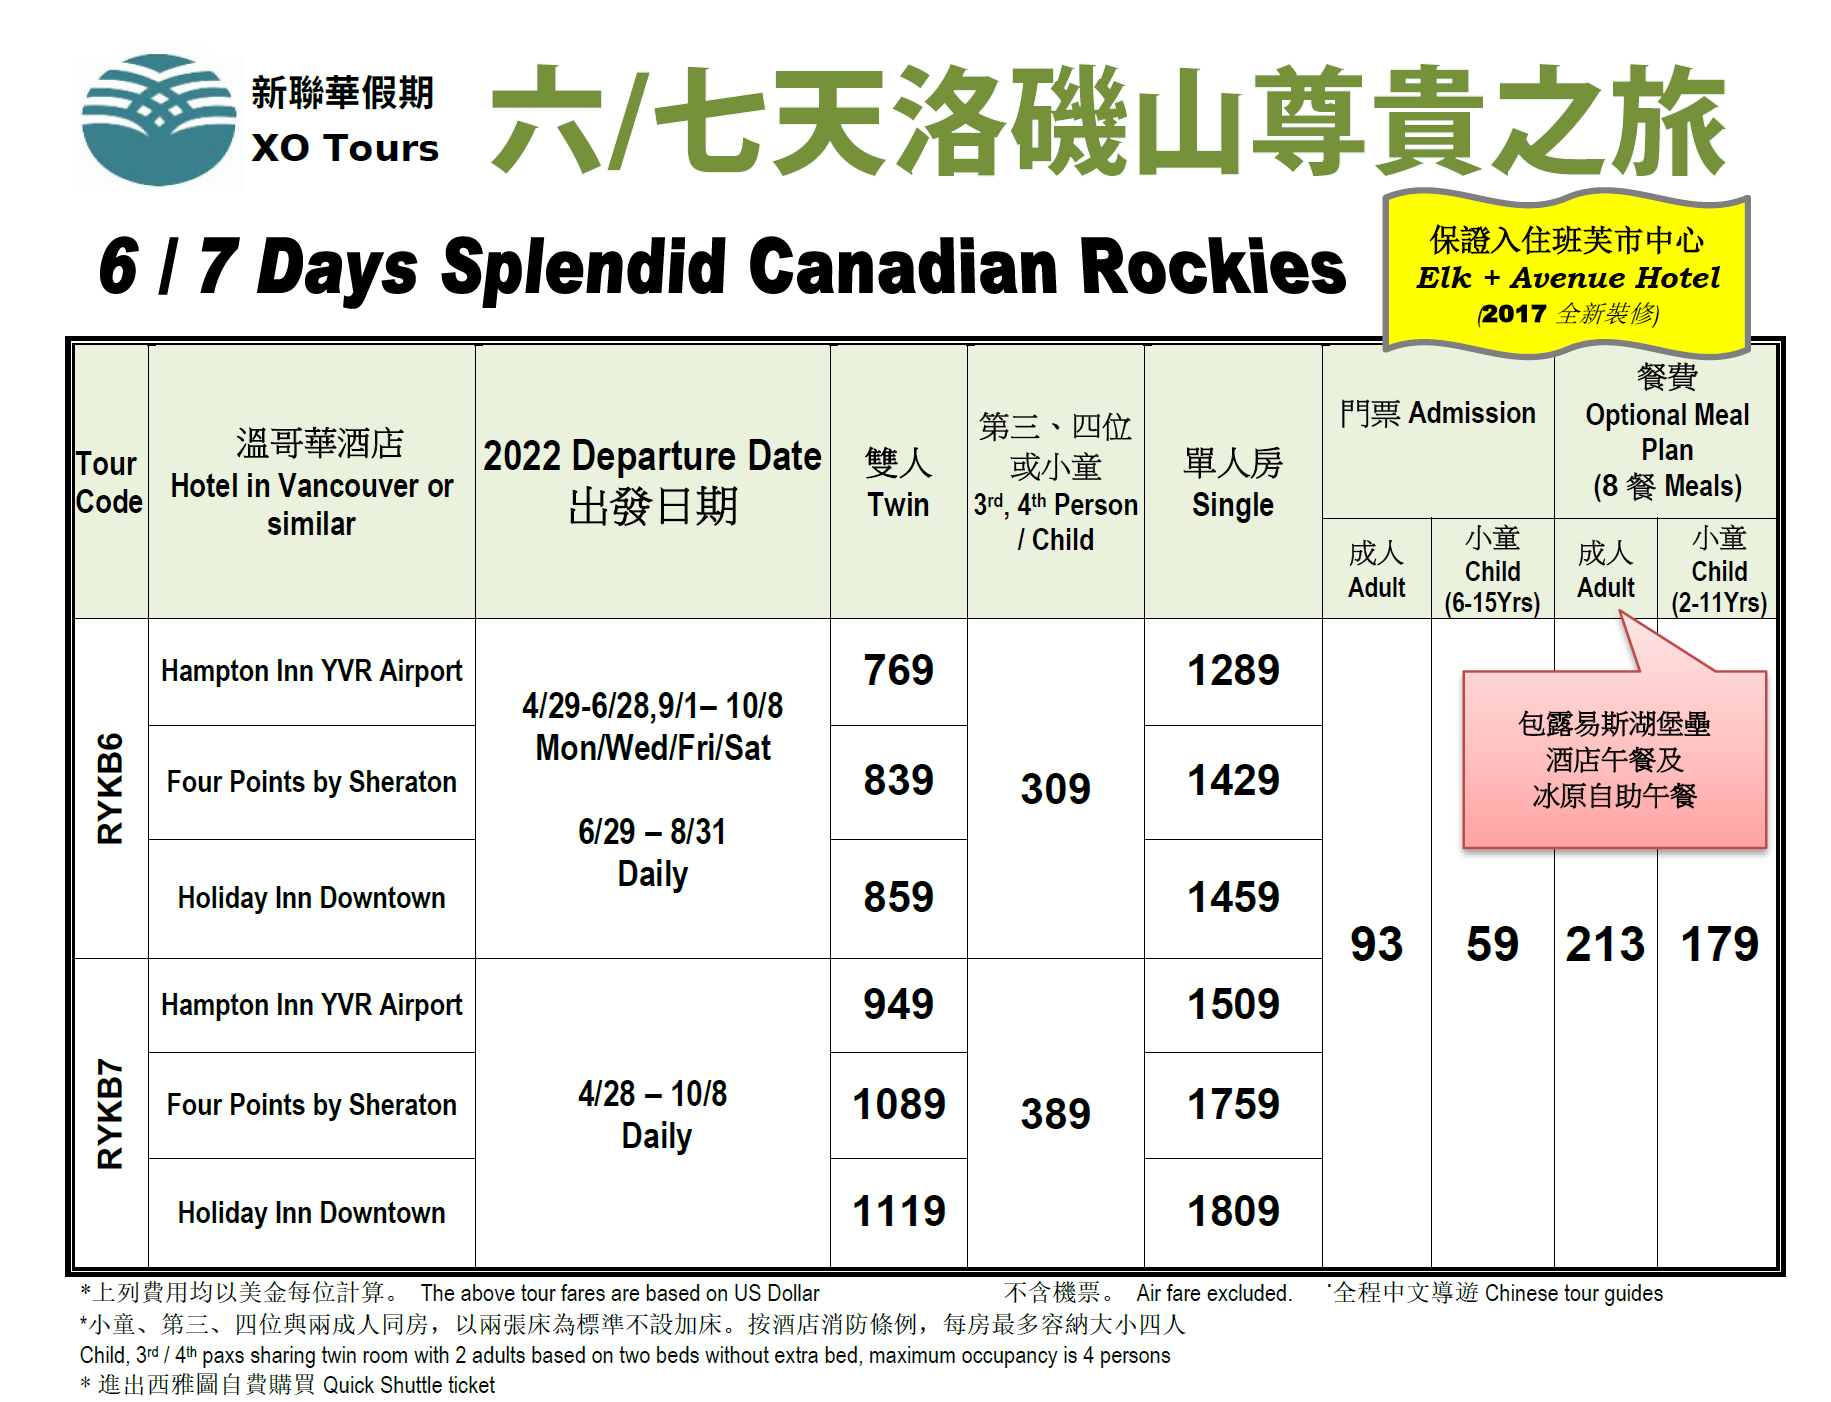 新聯華假期
XO Tours
六/七天洛磯山尊貴之旅
6 / 7 Days Splendid Canadian Rockies
保證入住班芙市中心
Elk + Avenue Hotel
(2017 全新裝修)
Tour
Code
溫哥華酒店
Hotel in Vancouver or
similar
2022 Departure Date
出發日期
雙人
Twin
第三、四位
或小童
3rd, 4th Person
/ Child
單人房
Single
門票 Admission
餐費
Optional Meal
Plan
(8 餐 Meals)
成人
Adult
小童
Child
(6-15Yrs)
成人
Adult
小童
Child
(2-11Yrs)
RYKB6
Hampton Inn YVR Airport
4/29-6/28,9/1– 10/8
Mon/Wed/Fri/Sat
6/29 – 8/31
Daily
769
309
1289
Four Points by Sheraton
839
1429
Holiday Inn Downtown
859
1459
包露易斯湖堡壘
酒店午餐及
冰原自助午餐
93
59
213
179
RYKB7
Hampton Inn YVR Airport
4/28 – 10/8
Daily
949
389
1509
Four Points by Sheraton
1089
1759
Holiday Inn Downtown
1119
1809
*上列費用均以美金每位計算。 The above tour fares are based on US Dollar 不含機票。 Air fare excluded. *全程中文導遊 Chinese tour guides
*小童、第三、四位與兩成人同房，以兩張床為標準不設加床。按酒店消防條例，每房最多容納大小四人
Child, 3rd / 4th paxs sharing twin room with 2 adults based on two beds without extra bed, maximum occupancy is 4 persons
* 進出西雅圖自費購買 Quick Shuttle ticket